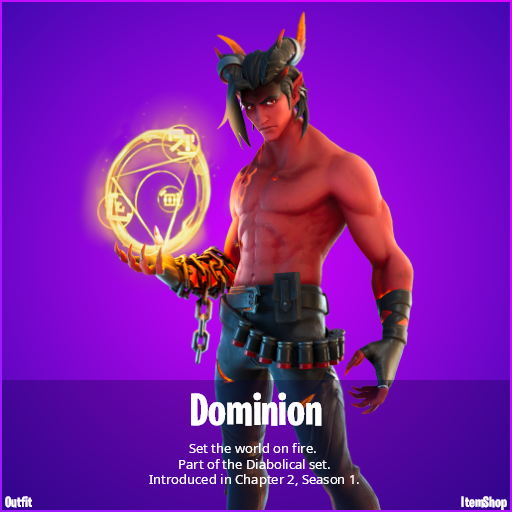 Dominion
Set the world on fire.
Part of the Diabolical set.
Introduced in Chapter 2, Season 1.
Outfit
ItemShop